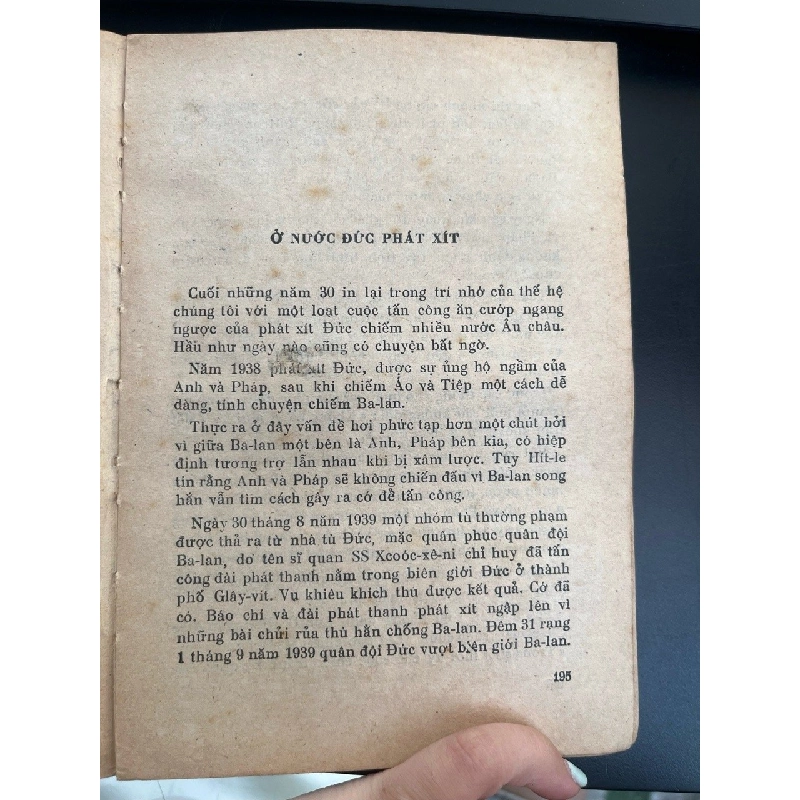 Ở NƯỚC ĐỨC PHÁT XÍT
Cuối những năm 30 in lại trong trí nhớ của thế hệ
chúng tôi với một loạt cuộc tấn công ăn cướp ngang
ngược của phát xít Đức chiếm nhiều nước Âu châu.
Hầu như ngày nào cũng có chuyện bất ngờ.
Năm 1938 phát xít Đức, được sự ủng hộ ngầm của
Anh và Pháp, sau khi chiếm Áo và Tiệp một cách dễ
dàng, tính chuyện chiếm Ba-lan.
Thực ra ở đây vấn đề hơi phức tạp hơn một chút bởi
vì giữa Ba-lan một bên là Anh, Pháp bên kia, có hiệp
định tương trợ lẫn nhau khi bị xâm lược. Tuy Hít-le
tin rằng Anh và Pháp sẽ không chiến đấu vì Ba-lan song
hắn vẫn tìm cách gây ra cớ để tấn công.
Ngày 30 tháng 8 năm 1939 một nhóm tù thường phạm
được thả ra từ nhà tù Đức, mặc quân phục quân đội
Ba-lan, do tên sĩ quan SS Xcoóc-xê-ni chỉ huy đã tấn
công đài phát thanh nằm trong biên giới Đức ở thành
phố Glây-vít. Vụ khiêu khích thu được kết quả. Cớ đã
có. Báo chí và đài phát thanh phát xít ngập lên vì
những bài chửi rủa thù hằn chống Ba-lan. Đêm 31 rạng
1 tháng 9 năm 1939 quân đội Đức vượt biên giới Ba-lan.
195